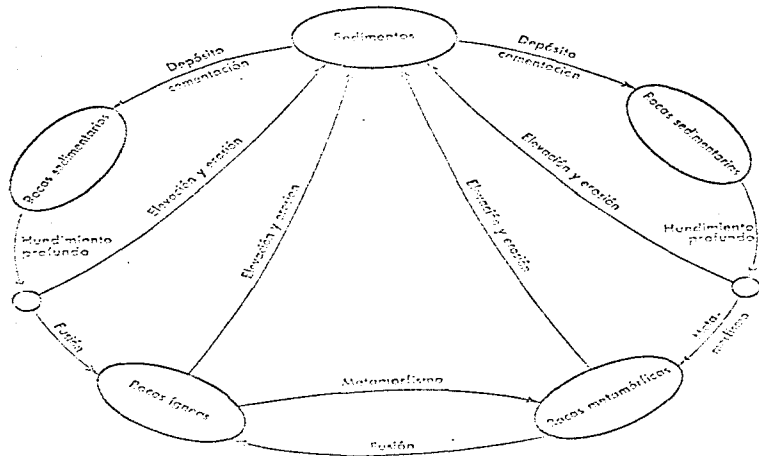 Sedimentos
Depósito
cementación
Depósito
cementación
Rocas sedimentarias
Rocas sedimentarias
Elevación y erosión
Elevación y erosión
Elevación y erosión
Elevación y erosión
Hundimiento
profundo
Hundimiento
profundo
Fusión
Meta-
morfismo
Rocas ígneas
Metamorfismo
Rocas metamórficas
Fusión